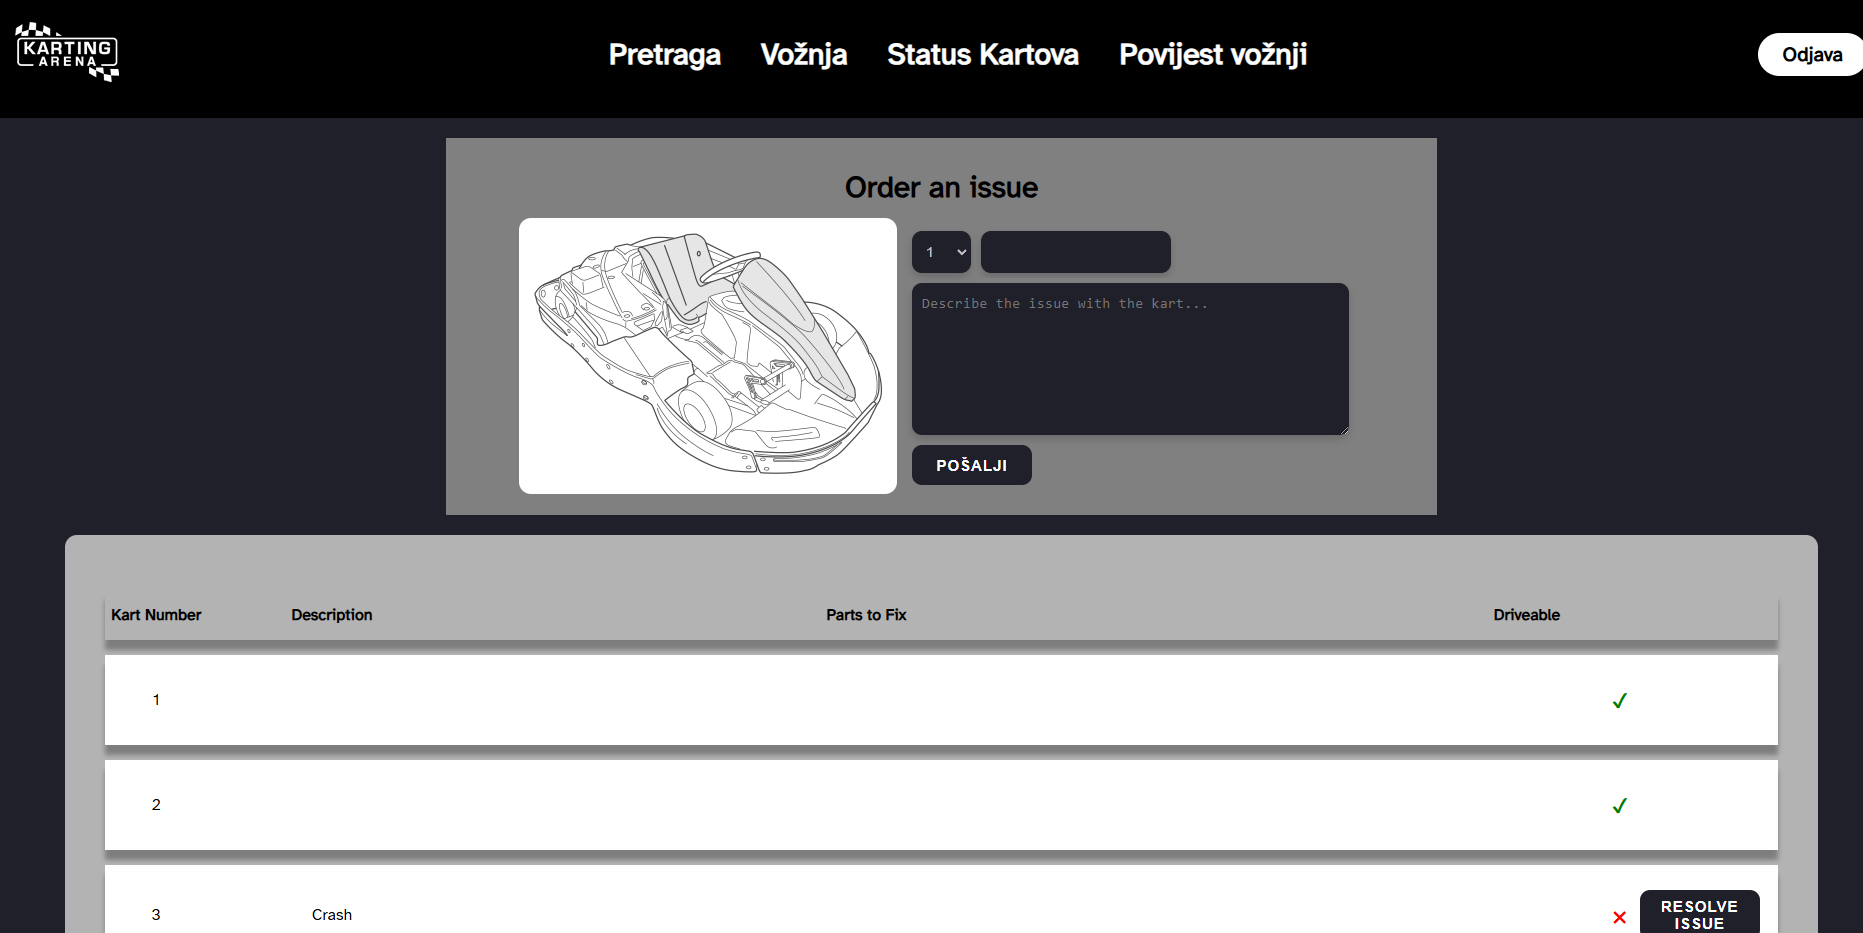 KARTING
ARENA
Pretraga Vožnja Status Kartova Povijest vožnji
Odjava
Order an issue
1
Describe the issue with the kart...
POŠALJI
Kart Number Description Parts to Fix Driveable
1 ✓
2 ✓
3 Crash ✕ RESOLVE
ISSUE